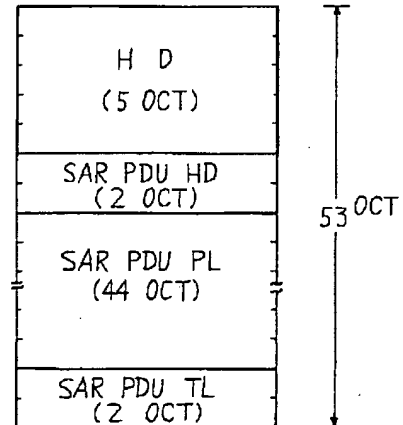 H D
(5 OCT)
SAR PDU HD
(2 OCT)
53 OCT
SAR PDU PL
(44 OCT)
SAR PDU TL
(2 OCT)